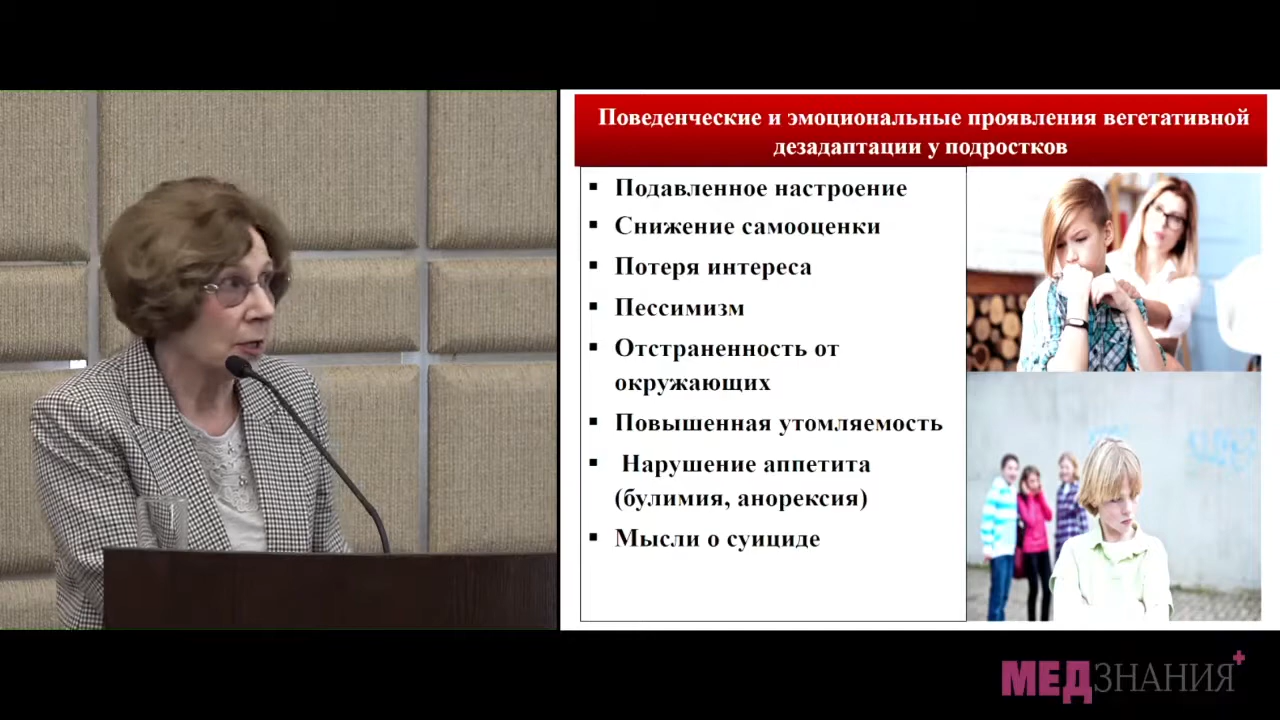 Поведенческие и эмоциональные проявления вегетативной
дезадаптации у подростков
▪ Подавленное настроение
▪ Снижение самооценки
▪ Потеря интереса
▪ Пессимизм
▪ Отстраненность от
окружающих
▪ Повышенная утомляемость
▪ Нарушение аппетита
(булимия, анорексия)
▪ Мысли о суициде
МЕДЗНАНИЯ+